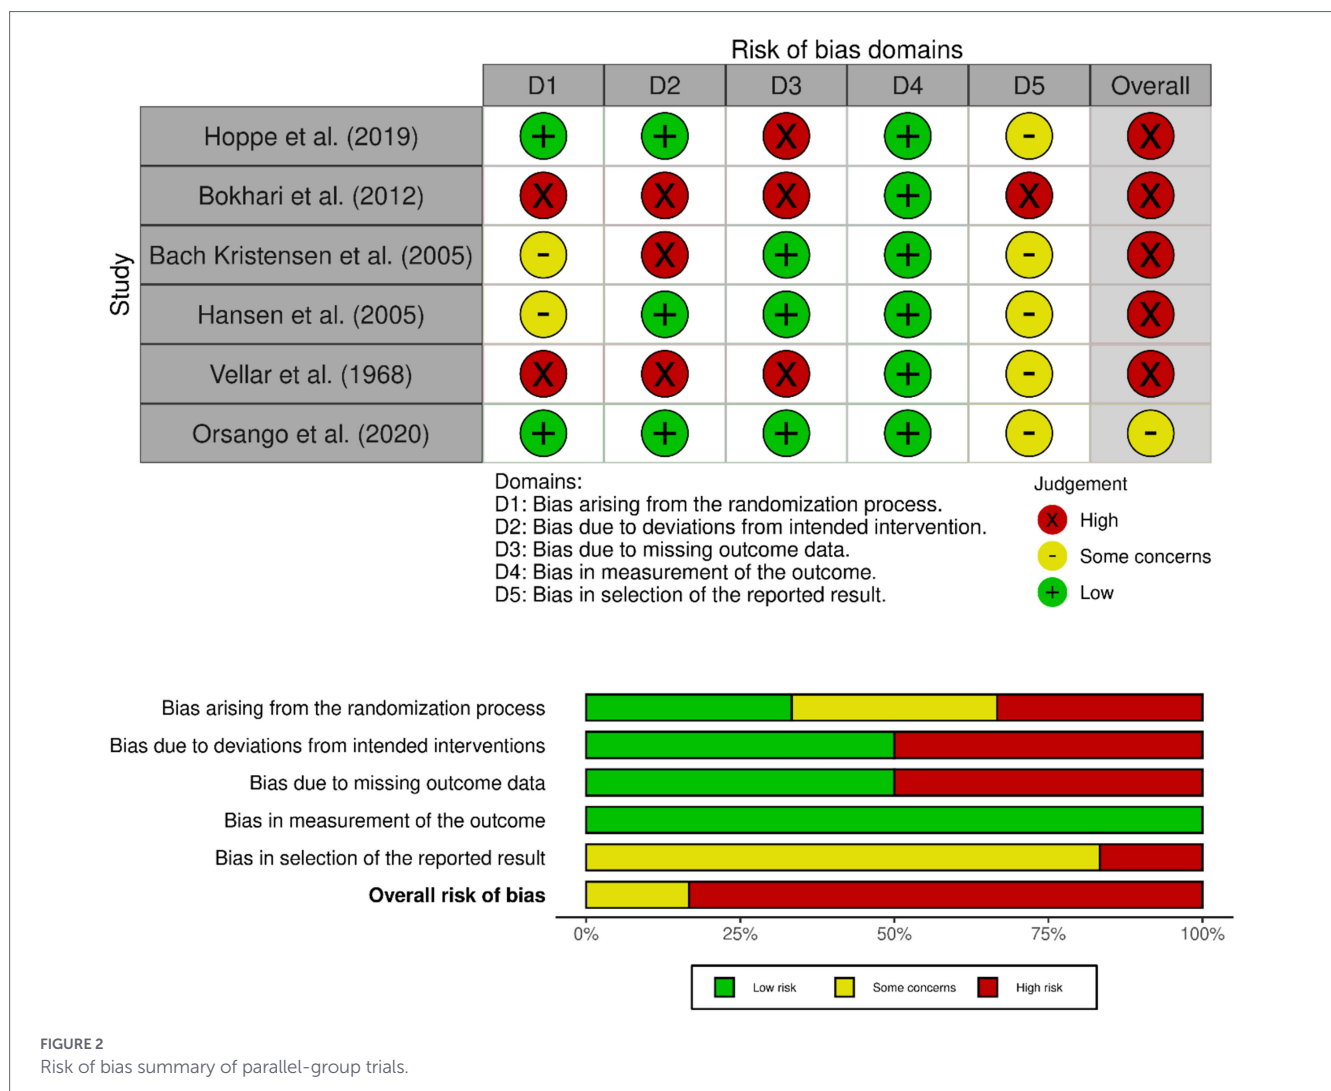 Risk of bias domains
D1 D2 D3 D4 D5 Overall
Study
Hoppe et al. (2019) + + X + - X
Bokhari et al. (2012) X X X + X X
Bach Kristensen et al. (2005) - X + + - X
Hansen et al. (2005) - + + + - X
Vellar et al. (1968) X X X + - X
Orsango et al. (2020) + + + + - -
Domains:
D1: Bias arising from the randomization process.
D2: Bias due to deviations from intended intervention.
D3: Bias due to missing outcome data.
D4: Bias in measurement of the outcome.
D5: Bias in selection of the reported result.
Judgement
X High
- Some concerns
+ Low
Bias arising from the randomization process
Bias due to deviations from intended interventions
Bias due to missing outcome data
Bias in measurement of the outcome
Bias in selection of the reported result
Overall risk of bias
0% 25% 50% 75% 100%
Low risk Some concerns High risk
FIGURE 2
Risk of bias summary of parallel-group trials.